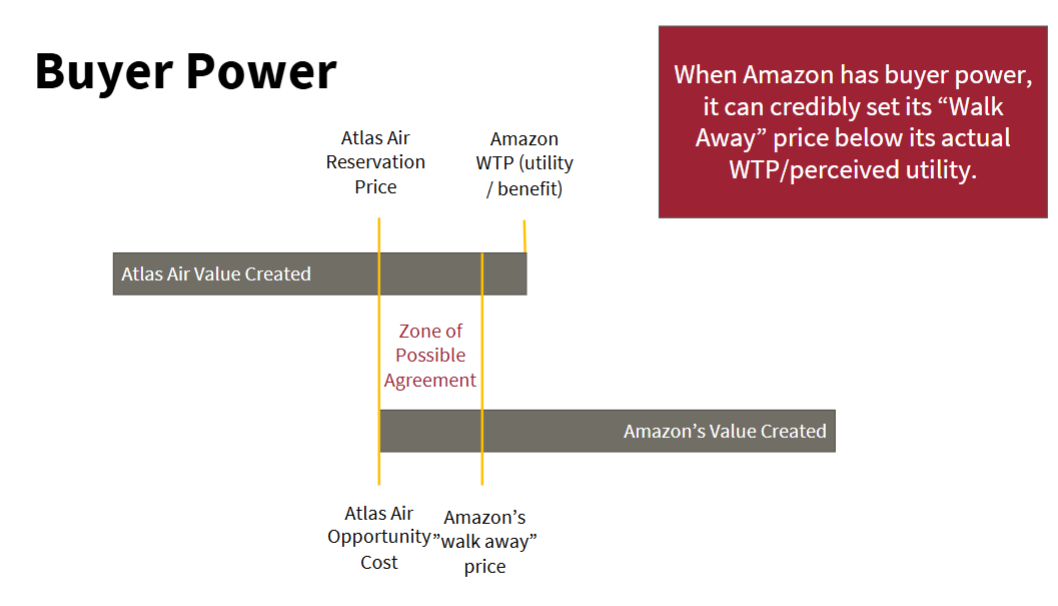 Buyer Power
When Amazon has buyer power,
it can credibly set its “Walk
Away” price below its actual
WTP/perceived utility.
Atlas Air
Reservation
Price
Amazon
WTP (utility
/ benefit)
Atlas Air Value Created
Zone of
Possible
Agreement
Amazon’s Value Created
Atlas Air
Opportunity
Cost
Amazon’s
”walk away”
price